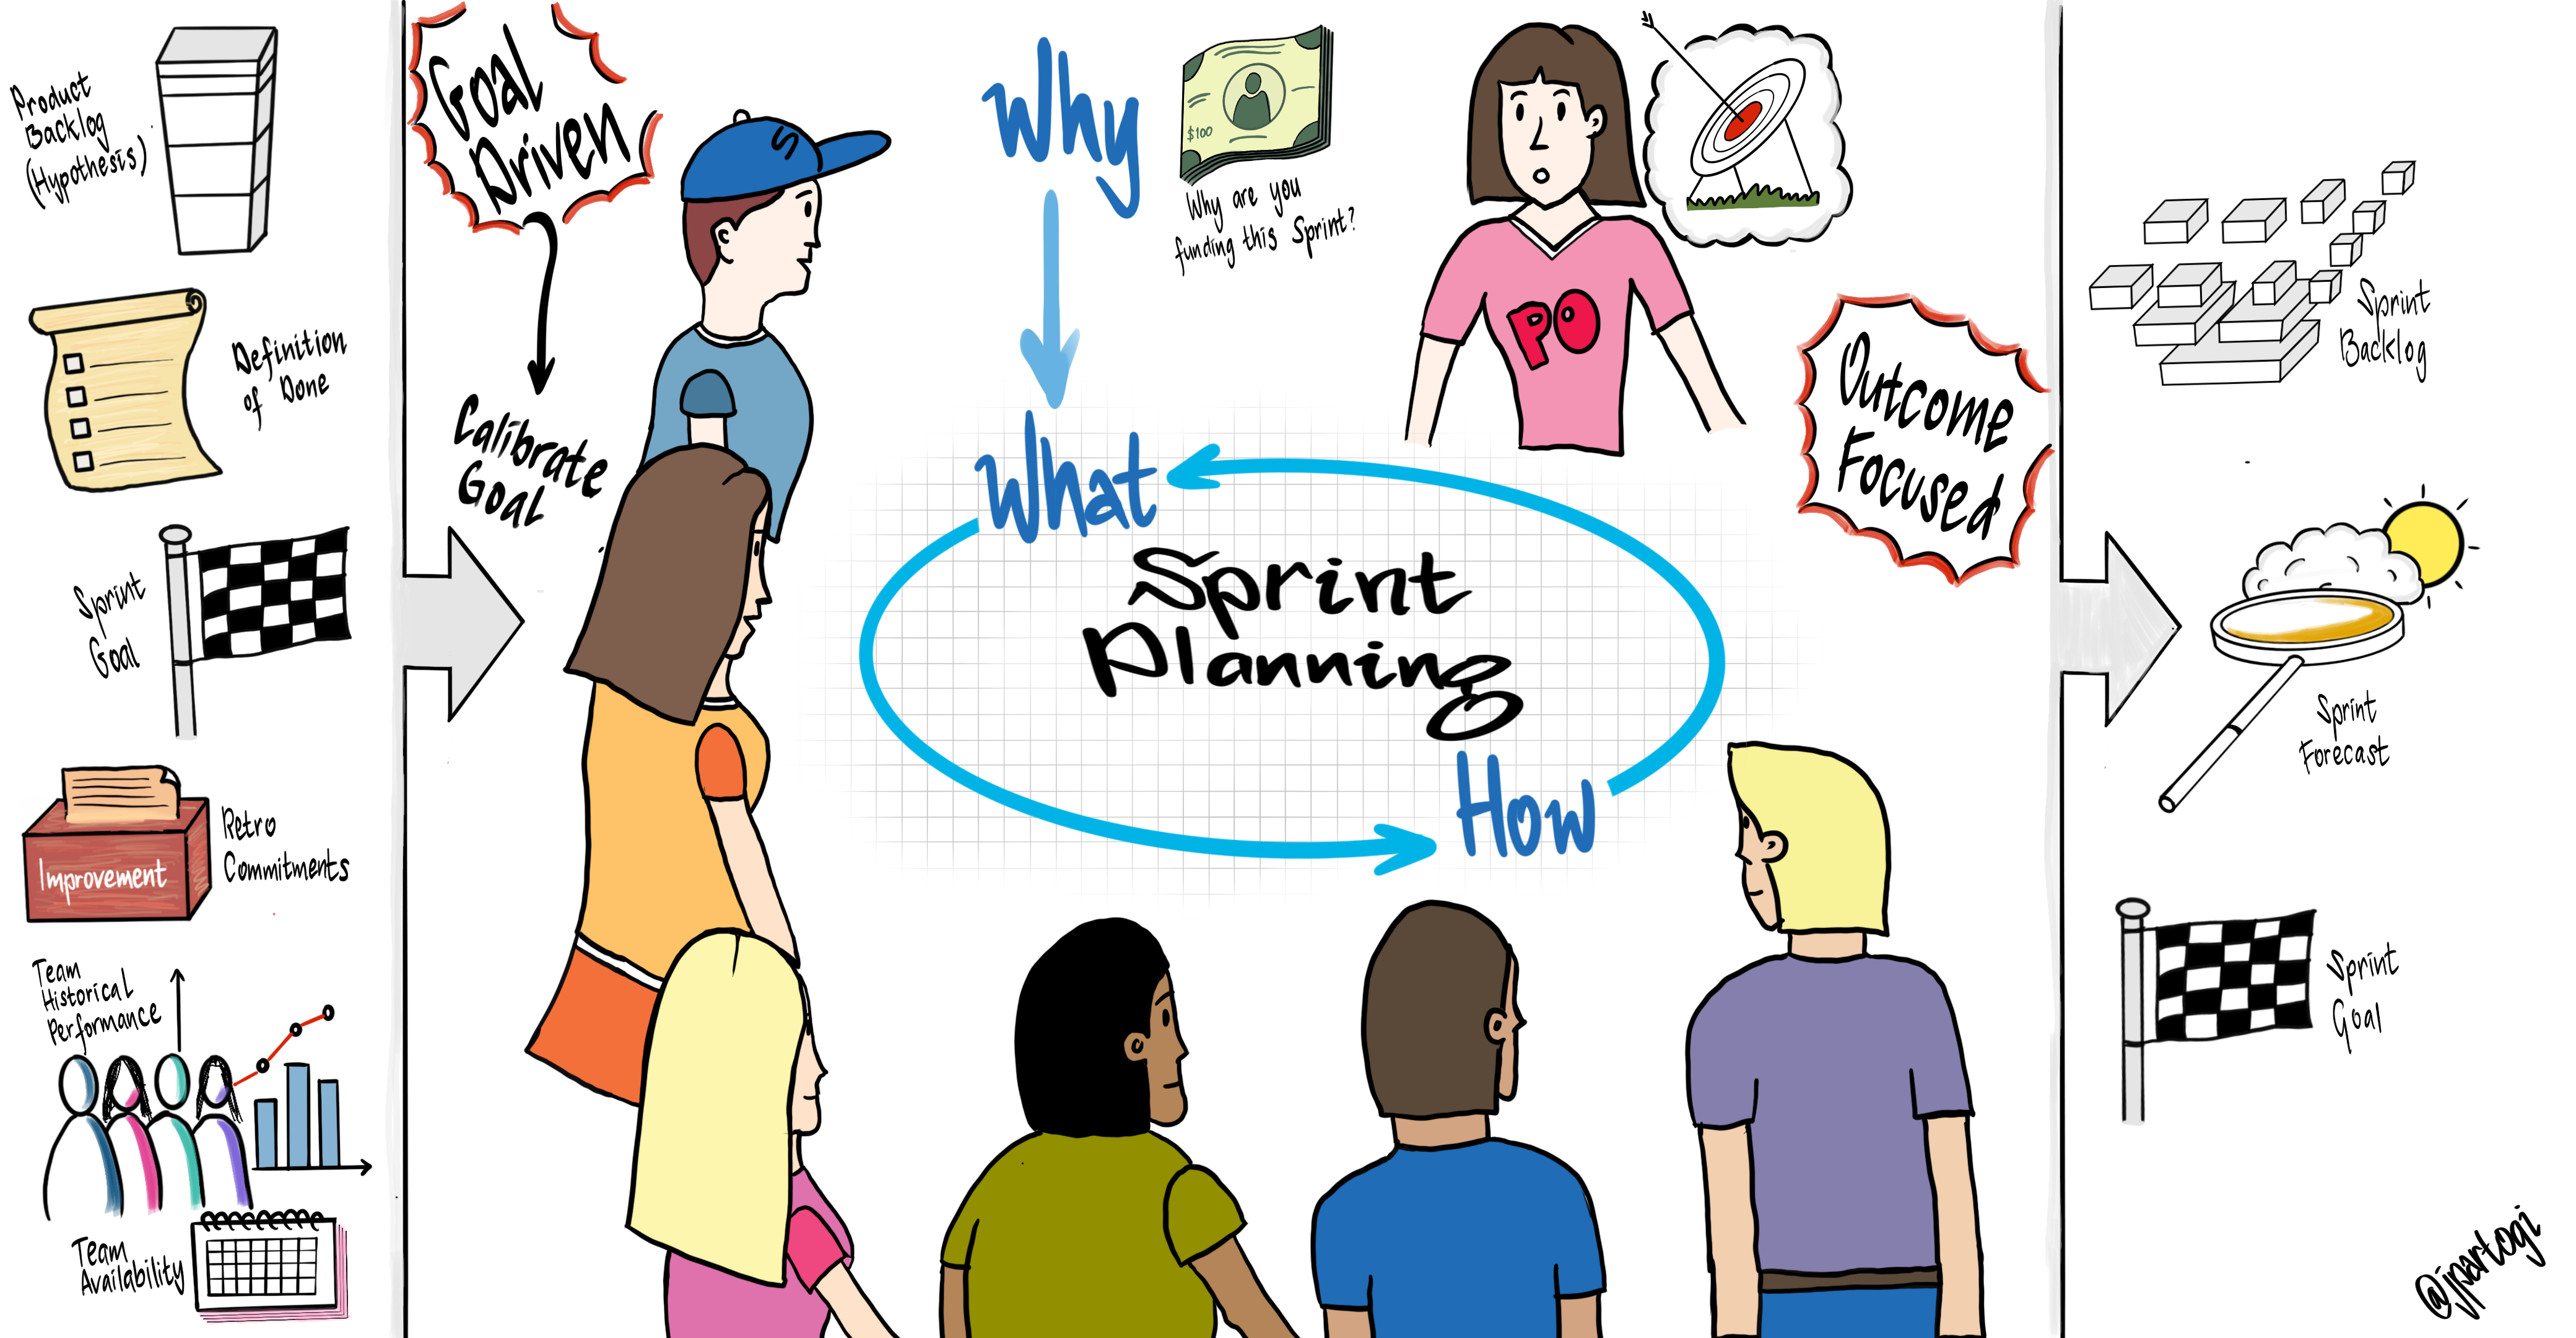 Product
Backlog
(Hypothesis)
Definition
of Done
Sprint
Goal
Improvement
Retro
Commitments
Team
Historical
Performance
Team
Availability
Goal
Driven
Calibrate
Goal
S
Why
$100
Why are you
funding this Sprint?
PO
What
Sprint
Planning
How
Outcome
Focused
Sprint
Backlog
Sprint
Forecast
Sprint
Goal
@jpartogi